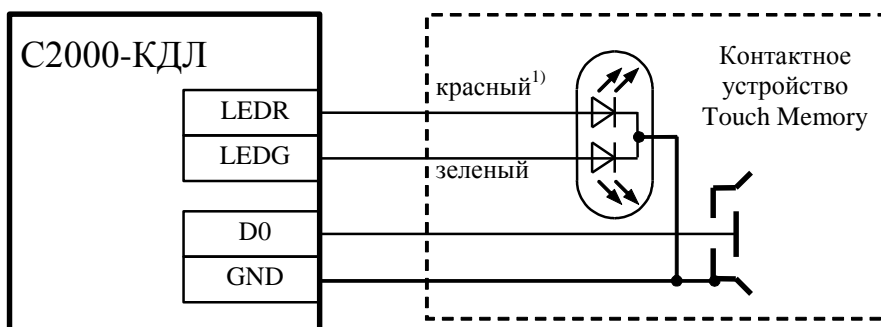 С2000-КДЛ
Контактное
устройство
Touch Memory
красный¹⁾
LEDR
LEDG
зеленый
D0
GND